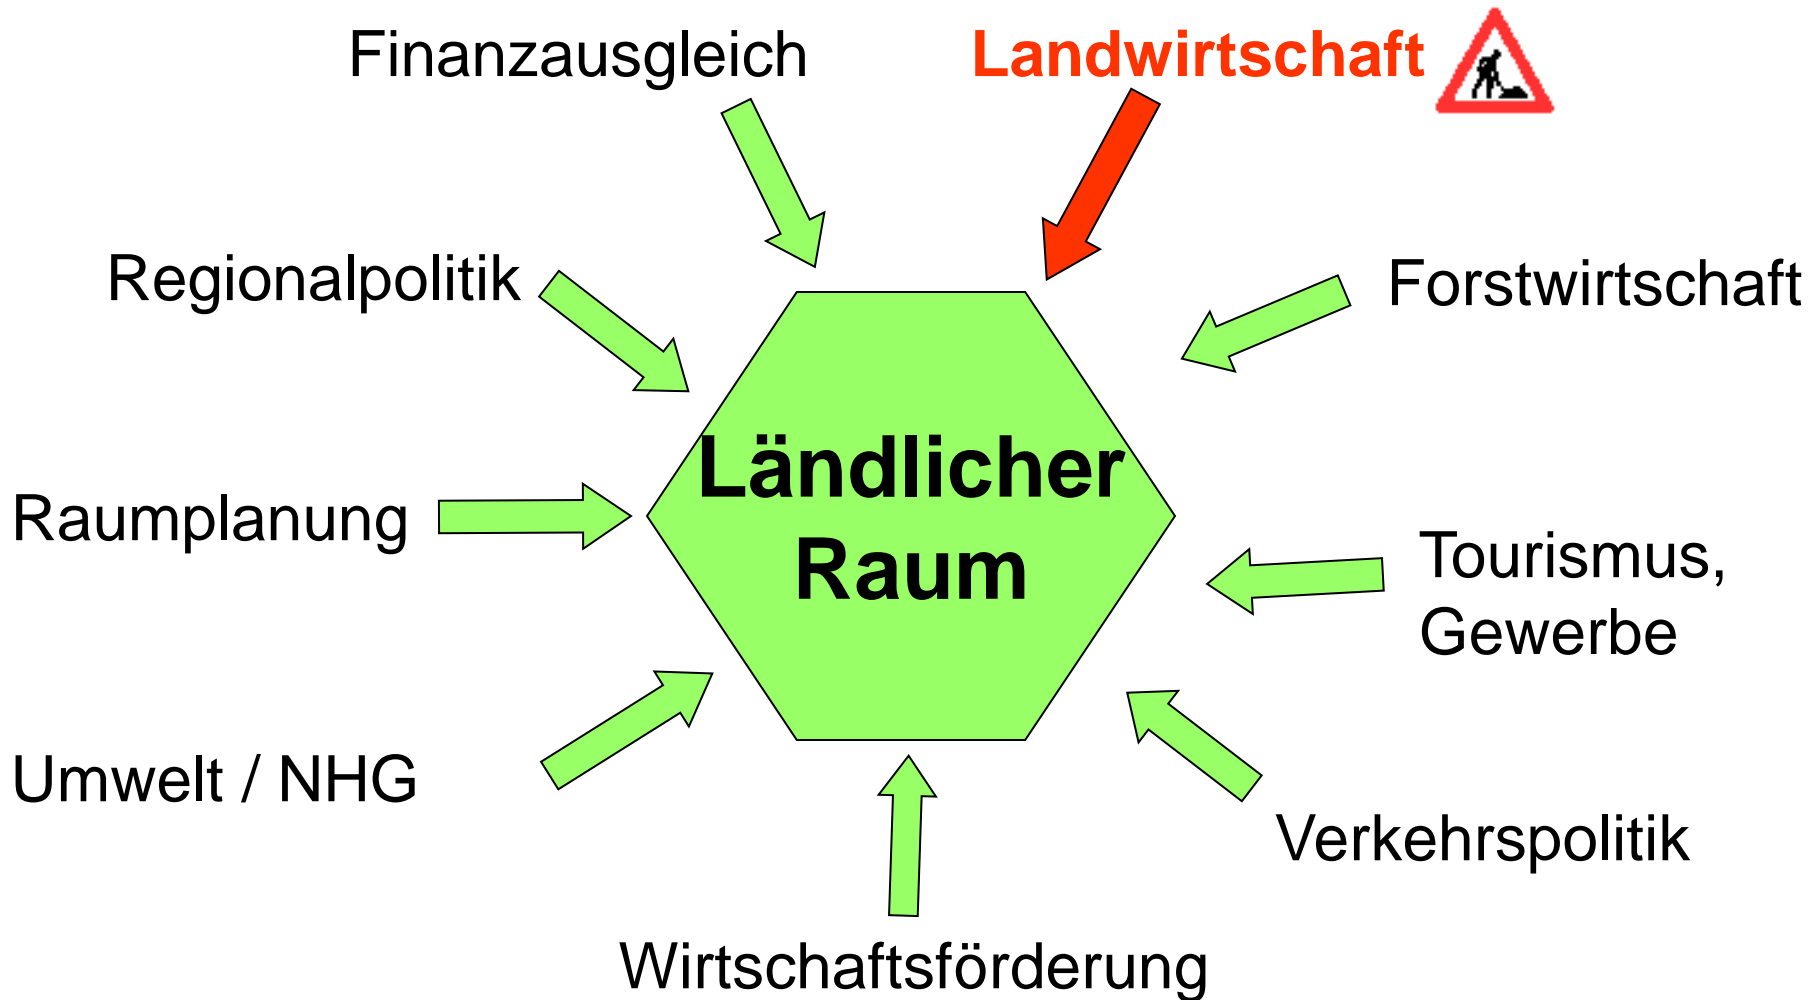 Finanzausgleich
Landwirtschaft
Regionalpolitik
Forstwirtschaft
Ländlicher
Raum
Raumplanung
Tourismus,
Gewerbe
Umwelt / NHG
Verkehrspolitik
Wirtschaftsförderung